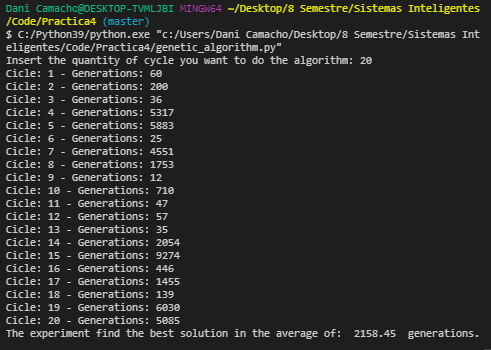 Dani Camacho@DESKTOP-TVMLJBI MINGW64 ~/Desktop/8 Semestre/Sistemas Inteligentes
/Code/Practica4 (master)
$ C:/Python39/python.exe "c:/Users/Dani Camacho/Desktop/8 Semestre/Sistemas Int
eligentes/Code/Practica4/genetic_algorithm.py"
Insert the quantity of cycle you want to do the algorithm: 20
Cicle: 1 - Generations: 60
Cicle: 2 - Generations: 200
Cicle: 3 - Generations: 36
Cicle: 4 - Generations: 5317
Cicle: 5 - Generations: 5883
Cicle: 6 - Generations: 25
Cicle: 7 - Generations: 4551
Cicle: 8 - Generations: 1753
Cicle: 9 - Generations: 12
Cicle: 10 - Generations: 710
Cicle: 11 - Generations: 47
Cicle: 12 - Generations: 57
Cicle: 13 - Generations: 35
Cicle: 14 - Generations: 2054
Cicle: 15 - Generations: 9274
Cicle: 16 - Generations: 446
Cicle: 17 - Generations: 1455
Cicle: 18 - Generations: 139
Cicle: 19 - Generations: 6030
Cicle: 20 - Generations: 5085
The experiment find the best solution in the average of:  2158.45  generations.